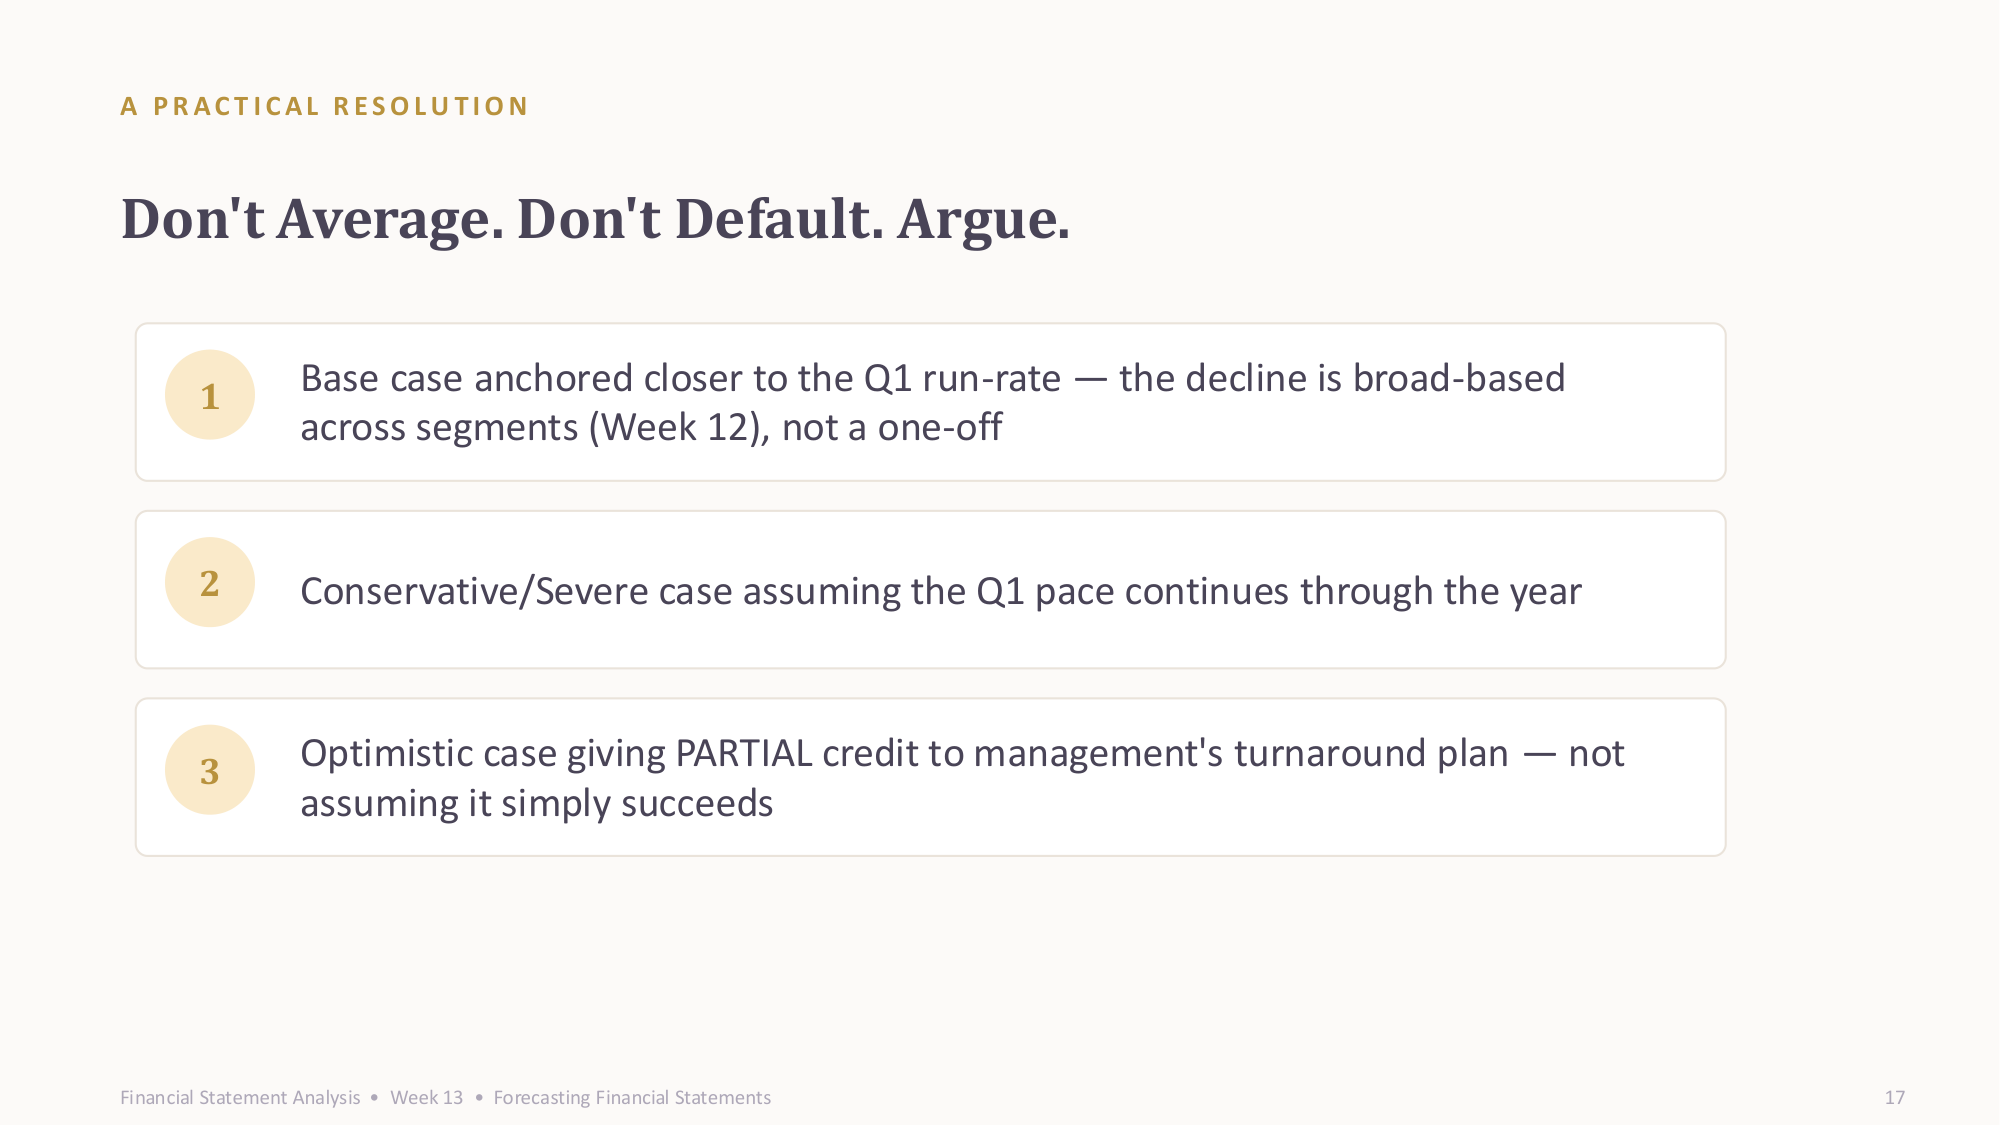 A PRACTICAL RESOLUTION
Don't Average. Don't Default. Argue.
1
Base case anchored closer to the Q1 run-rate — the decline is broad-based
across segments (Week 12), not a one-off
2
Conservative/Severe case assuming the Q1 pace continues through the year
3
Optimistic case giving PARTIAL credit to management's turnaround plan — not
assuming it simply succeeds
Financial Statement Analysis • Week 13 • Forecasting Financial Statements
17